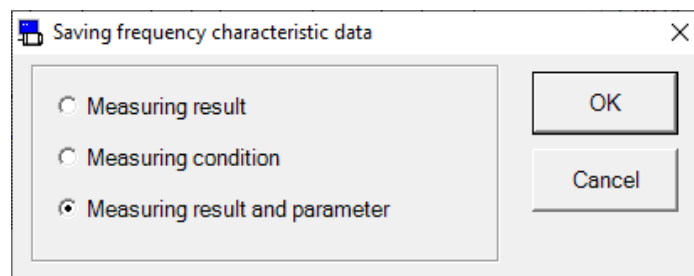 Saving frequency characteristic data
Measuring result
Measuring condition
Measuring result and parameter
OK
Cancel